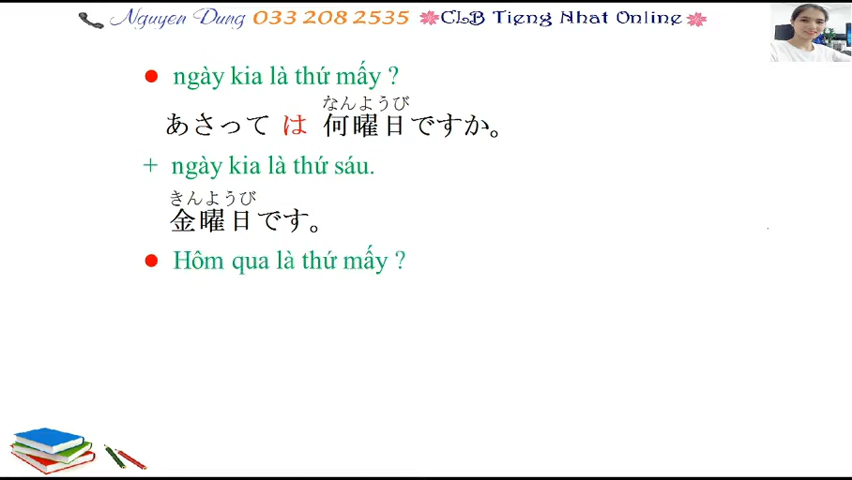 Nguyen Dung 033 208 2535 CLB Tieng Nhat Online
ngày kia là thứ mấy ?
なんようび
あさって は 何曜日ですか。
+ ngày kia là thứ sáu.
きんようび
金曜日です。
Hôm qua là thứ mấy ?